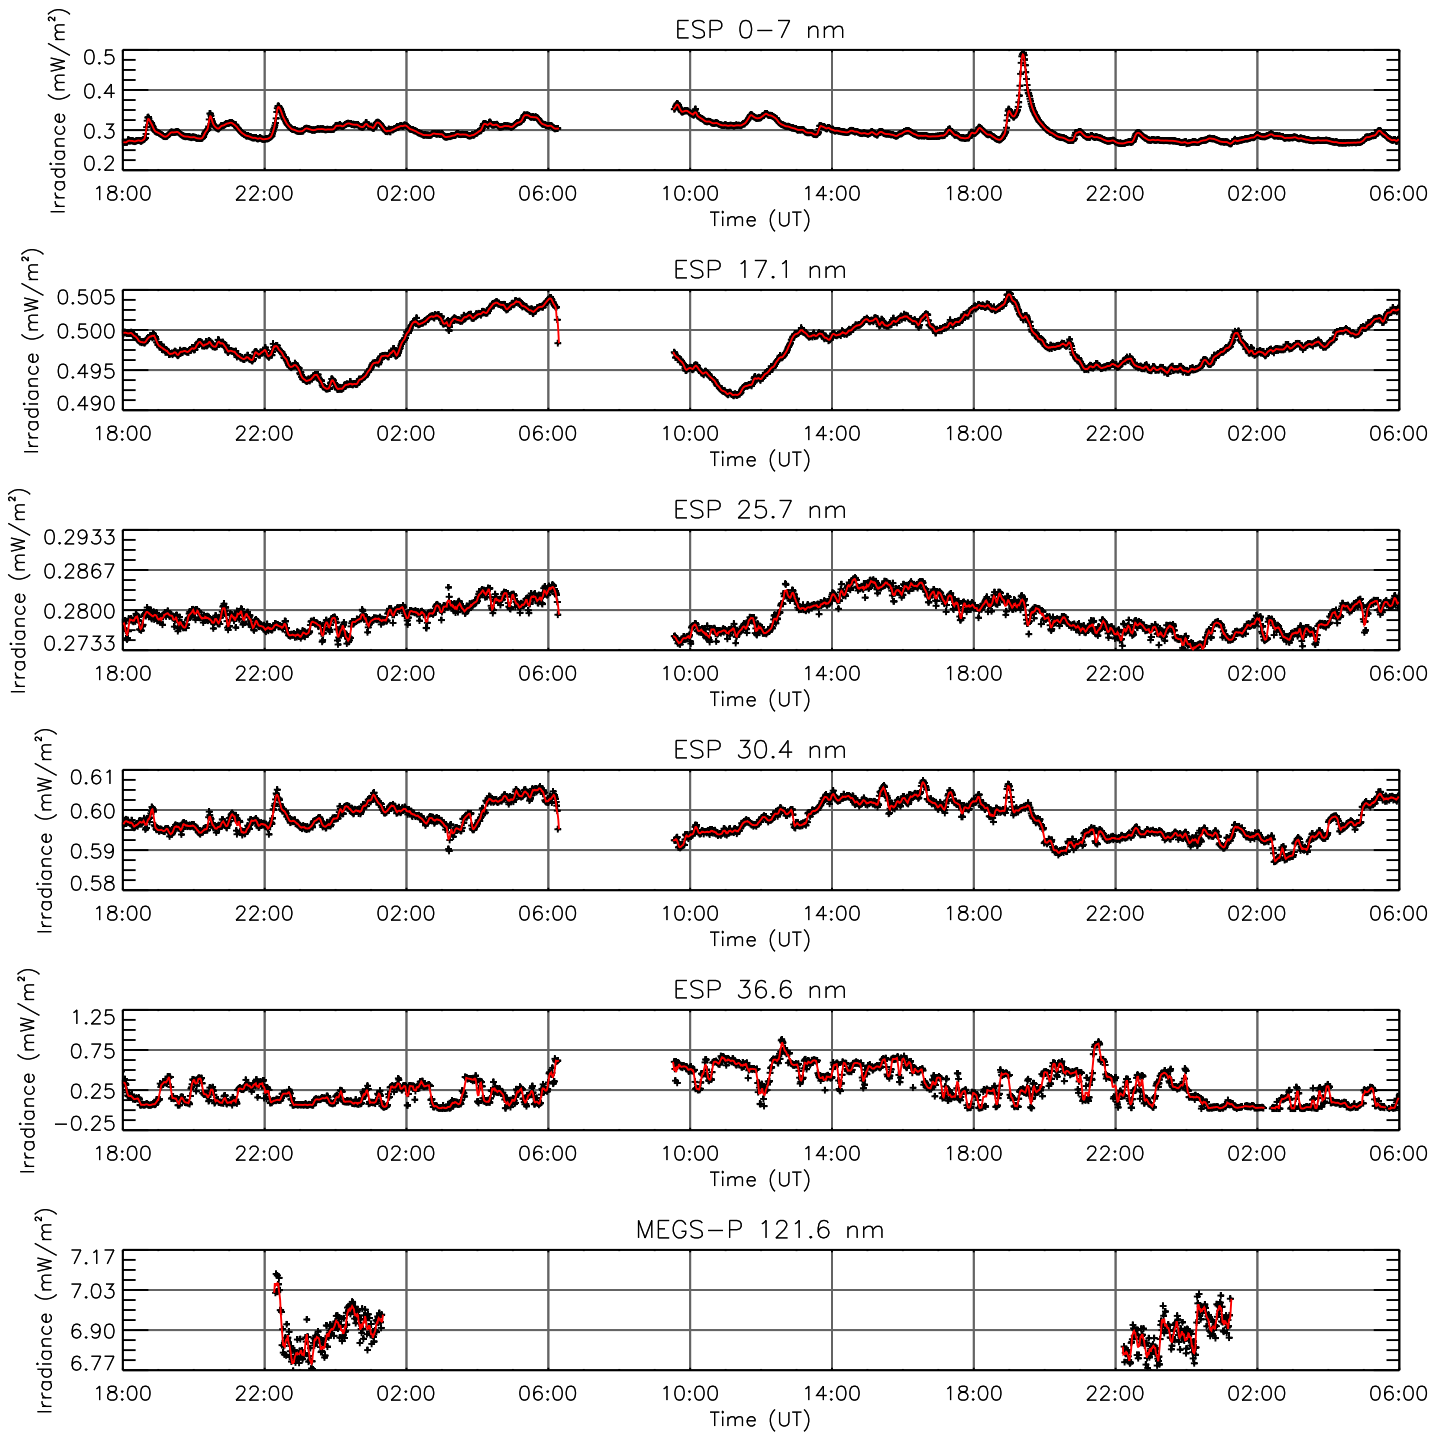 ESP 0-7 nm
Irradiance (mW/m²)
0.5
0.4
0.3
0.2
18:00 22:00 02:00 06:00 10:00 14:00 18:00 22:00 02:00 06:00
Time (UT)
ESP 17.1 nm
Irradiance (mW/m²)
0.505
0.500
0.495
0.490
18:00 22:00 02:00 06:00 10:00 14:00 18:00 22:00 02:00 06:00
Time (UT)
ESP 25.7 nm
Irradiance (mW/m²)
0.2933
0.2867
0.2800
0.2733
18:00 22:00 02:00 06:00 10:00 14:00 18:00 22:00 02:00 06:00
Time (UT)
ESP 30.4 nm
Irradiance (mW/m²)
0.61
0.60
0.59
0.58
18:00 22:00 02:00 06:00 10:00 14:00 18:00 22:00 02:00 06:00
Time (UT)
ESP 36.6 nm
Irradiance (mW/m²)
1.25
0.75
0.25
-0.25
18:00 22:00 02:00 06:00 10:00 14:00 18:00 22:00 02:00 06:00
Time (UT)
MEGS-P 121.6 nm
Irradiance (mW/m²)
7.17
7.03
6.90
6.77
18:00 22:00 02:00 06:00 10:00 14:00 18:00 22:00 02:00 06:00
Time (UT)